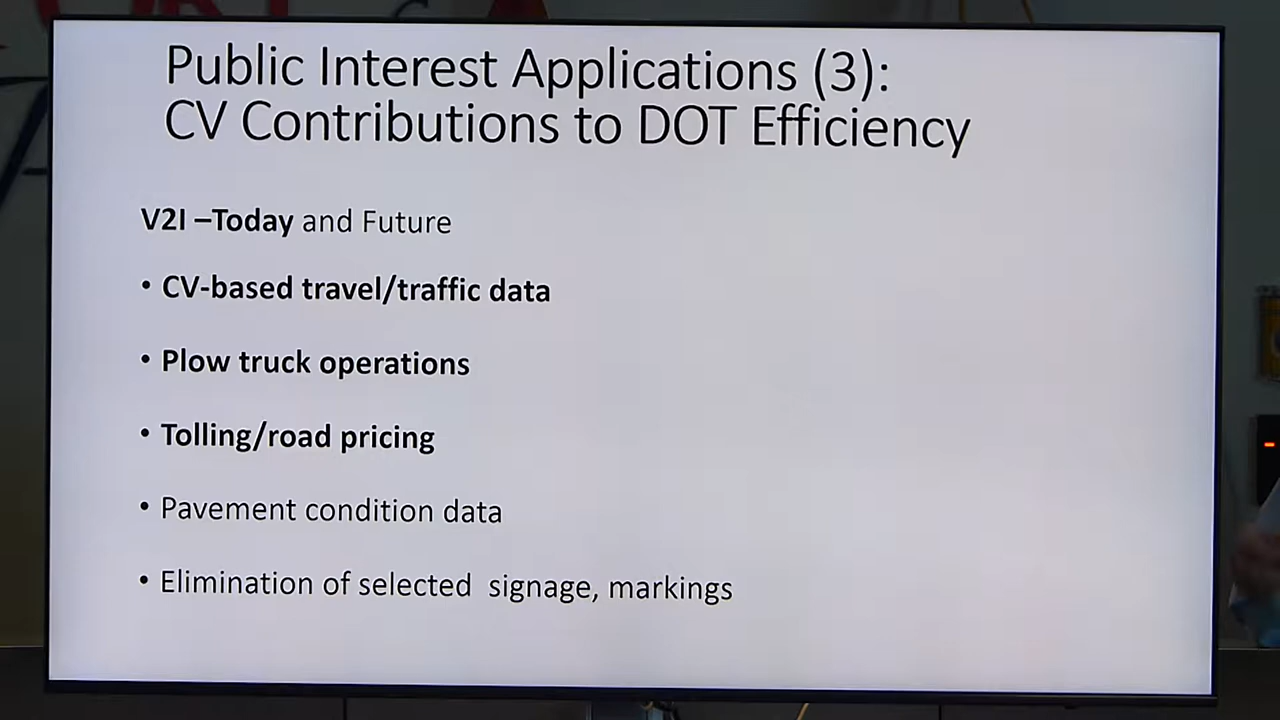 Public Interest Applications (3):
CV Contributions to DOT Efficiency
V2I –Today and Future
• CV-based travel/traffic data
• Plow truck operations
• Tolling/road pricing
• Pavement condition data
• Elimination of selected signage, markings